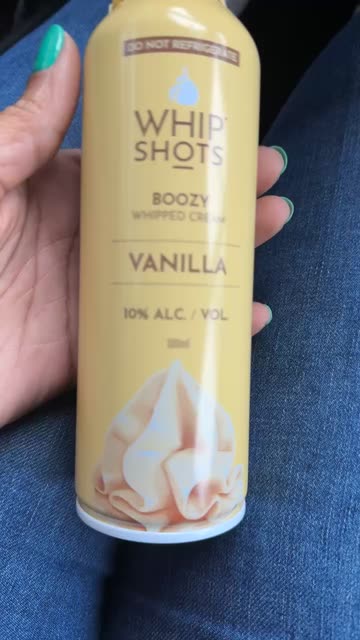 DO NOT REFRIGERATE
WHIP
SHOTS
BOOZY
WHIPPED CREAM
VANILLA
10% ALC. / VOL.